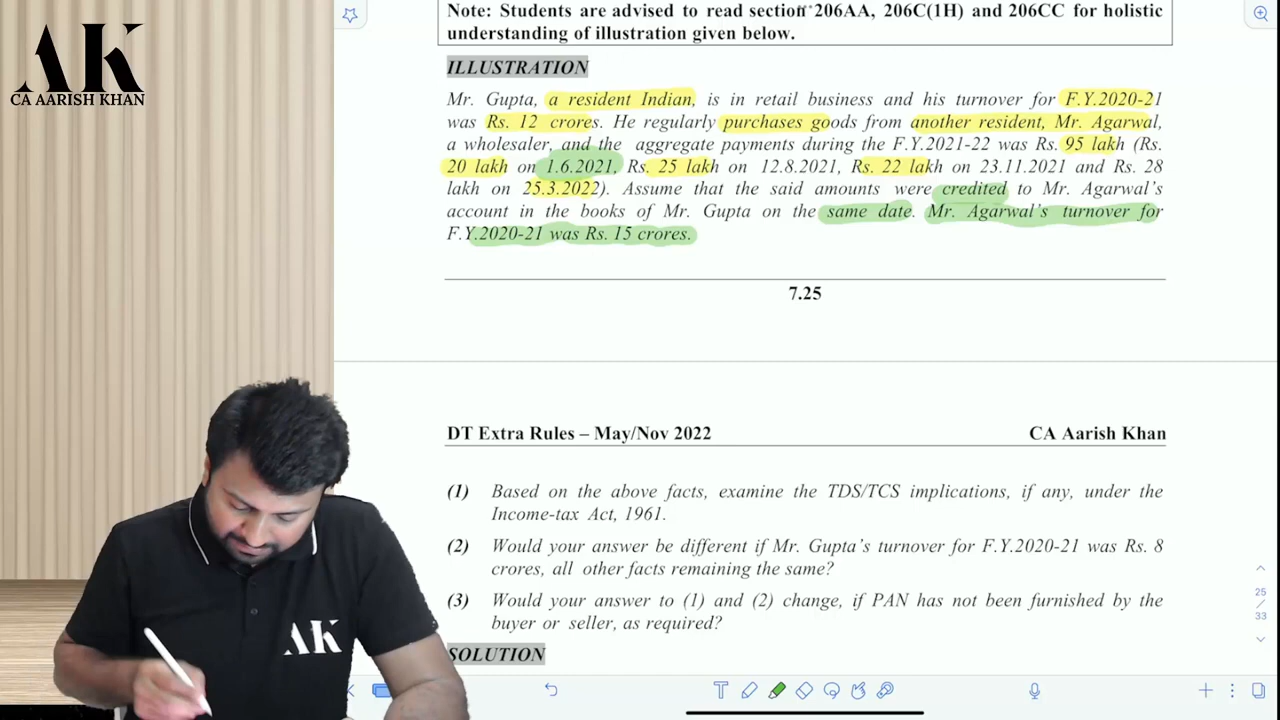 AK
CA AARISH KHAN
Note: Students are advised to read section 206AA, 206C(1H) and 206CC for holistic
understanding of illustration given below.
ILLUSTRATION
Mr. Gupta, a resident Indian, is in retail business and his turnover for F.Y.2020-21
was Rs. 12 crores. He regularly purchases goods from another resident, Mr. Agarwal,
a wholesaler, and the aggregate payments during the F.Y.2021-22 was Rs. 95 lakh (Rs.
20 lakh on 1.6.2021, Rs. 25 lakh on 12.8.2021, Rs. 22 lakh on 23.11.2021 and Rs. 28
lakh on 25.3.2022). Assume that the said amounts were credited to Mr. Agarwal's
account in the books of Mr. Gupta on the same date. Mr. Agarwal's turnover for
F.Y.2020-21 was Rs. 15 crores.
7.25
DT Extra Rules – May/Nov 2022 CA Aarish Khan
(1) Based on the above facts, examine the TDS/TCS implications, if any, under the
Income-tax Act, 1961.
(2) Would your answer be different if Mr. Gupta's turnover for F.Y.2020-21 was Rs. 8
crores, all other facts remaining the same?
(3) Would your answer to (1) and (2) change, if PAN has not been furnished by the
buyer or seller, as required?
SOLUTION
25
/
33
AK